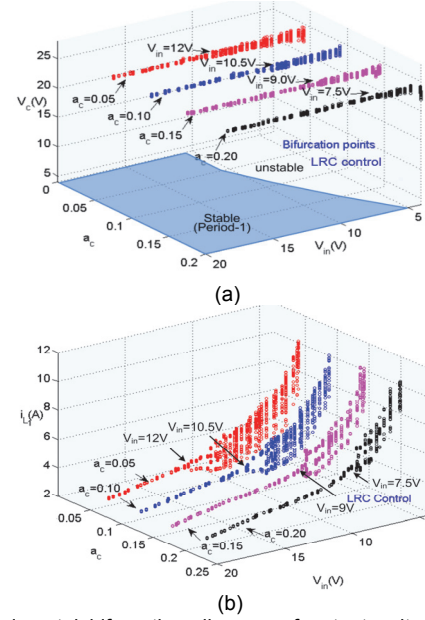 V_in=12V
V_in=10.5V
V_in=9.0V
V_in=7.5V
V_C(V)
25
20
15
10
5
0
a_c=0.05
a_c=0.10
a_c=0.15
a_c=0.20
Bifurcation points
LRC control
unstable
Stable
(Period-1)
0.05
0.1
0.15
0.2
a_c
20
15
10
5
V_in(V)
(a)
12
10
8
6
4
2
i_L(A)
V_in=10.5V
V_in=12V
a_c=0.05
a_c=0.10
V_in=7.5V
LRC Control
V_in=9V
a_c=0.15
a_c=0.20
0.05
0.1
0.15
0.2
0.25
a_c
20
15
10
V_in(V)
(b)